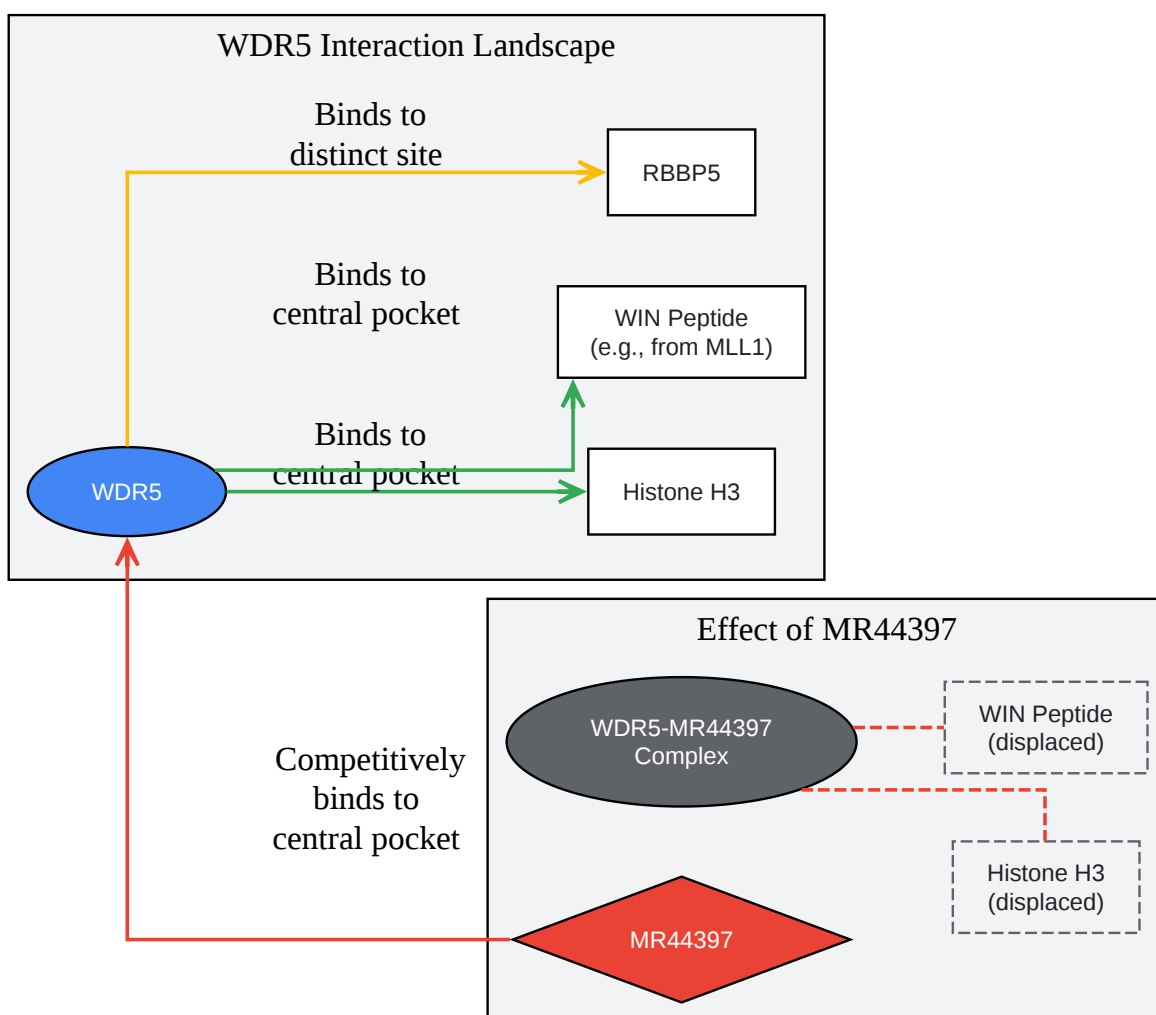 WDR5 Interaction Landscape
Binds to
distinct site
RBBP5
Binds to
central pocket
WIN Peptide
(e.g., from MLL1)
Binds to
central pocket
WDR5
Histone H3
Effect of MR44397
WDR5-MR44397
Complex
WIN Peptide
(displaced)
Competitively
binds to
central pocket
Histone H3
(displaced)
MR44397